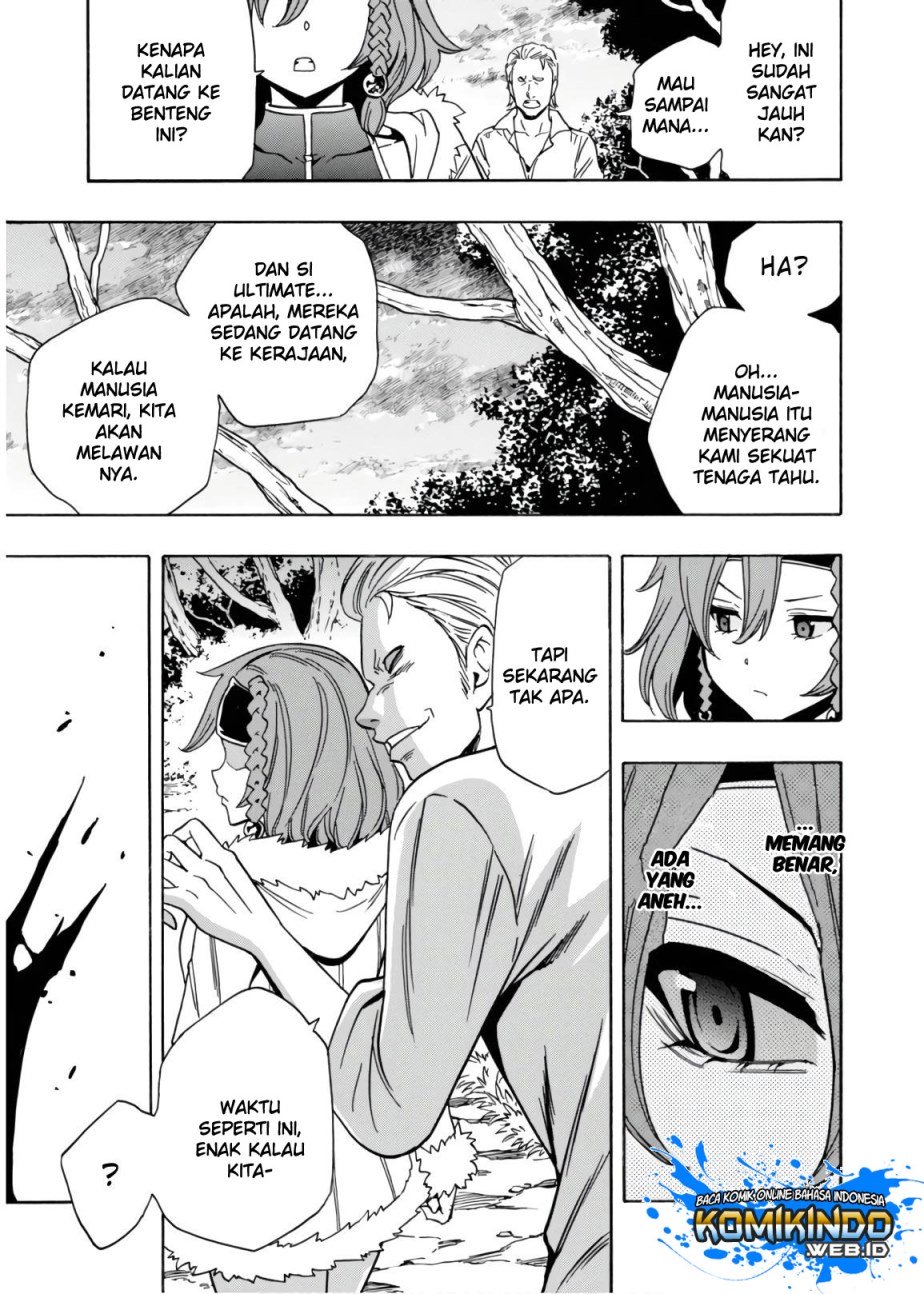 HEY, INI
SUDAH
SANGAT
JAUH
KAN?
MAU
SAMPAI
MANA...
KENAPA
KALIAN
DATANG KE
BENTENG
INI?
HA?
OH...
MANUSIA-
MANUSIA ITU
MENYERANG
KAMI SEKUAT
TENAGA TAHU.
DAN SI
ULTIMATE...
APALAH, MEREKA
SEDANG DATANG
KE KERAJAAN,
KALAU
MANUSIA
KEMARI, KITA
AKAN
MELAWAN
NYA.
...
MEMANG
BENAR,
ADA
YANG
ANEH...
TAPI
SEKARANG
TAK APA.
WAKTU
SEPERTI INI,
ENAK KALAU
KITA-
?
BACA KOMIK ONLINE BAHASA INDONESIA
KOMIKINDO
.WEB.ID